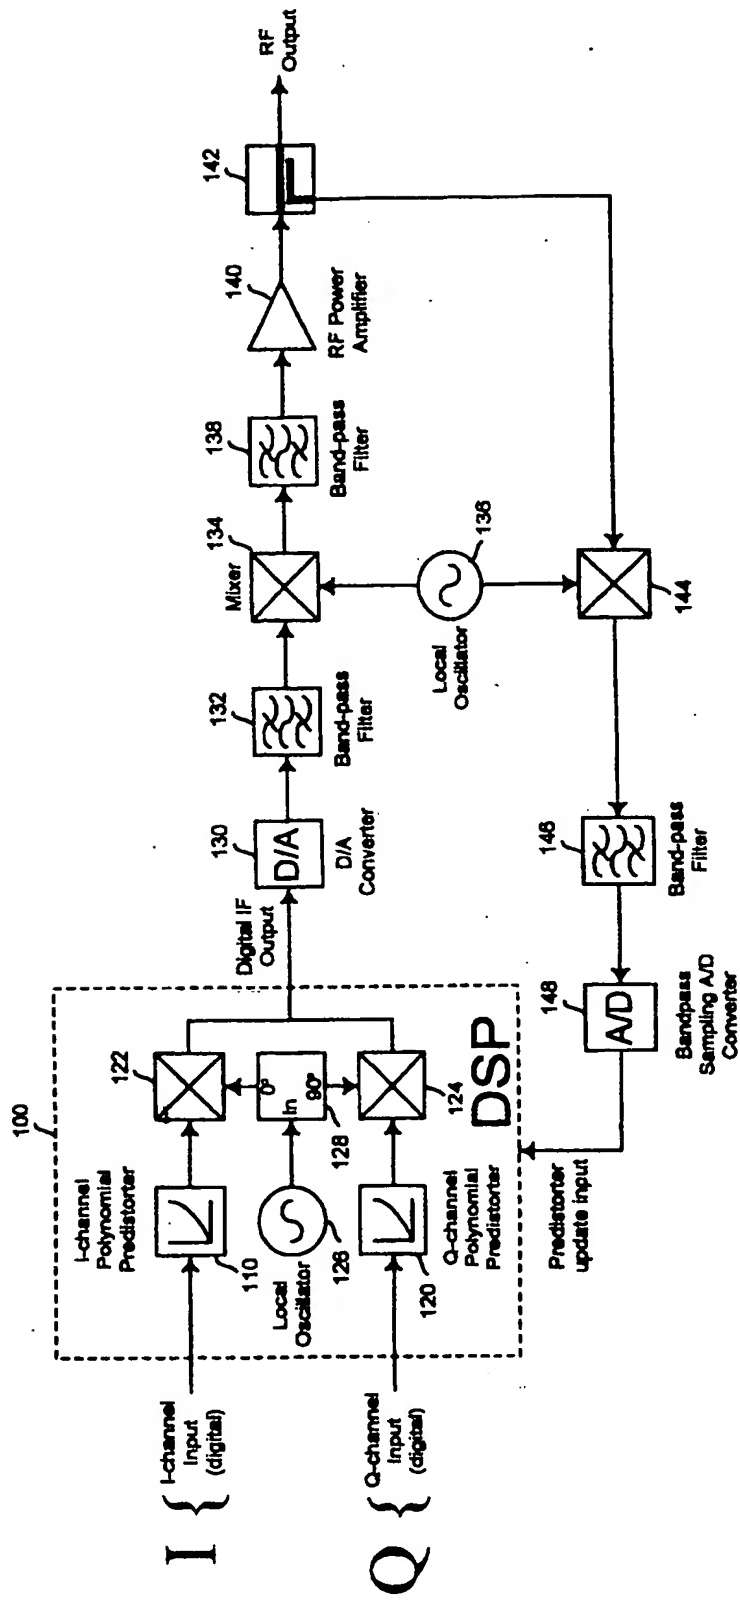 I
I-channel
Input
(digital)
Q
Q-channel
Input
(digital)
100
I-channel
Polynomial
Predistorter
110
122
Local
Oscillator
126
In
0°
90°
128
Q-channel
Polynomial
Predistorter
120
124
DSP
Digital IF
Output
130
D/A
D/A
Converter
132
Band-pass
Filter
134
Mixer
138
Band-pass
Filter
140
RF Power
Amplifier
142
RF
Output
Local
Oscillator
136
144
146
Band-pass
Filter
148
A/D
Bandpass
Sampling A/D
Converter
Predistorter
update input